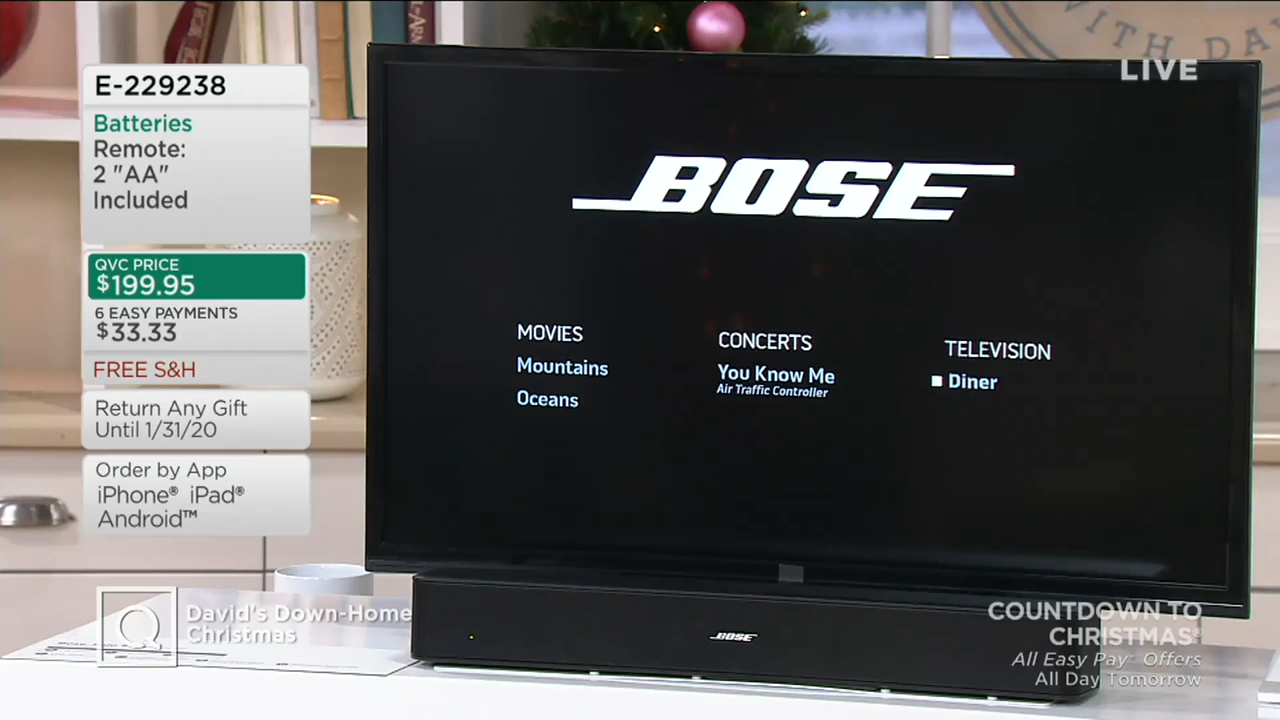 E-229238
Batteries
Remote:
2 "AA"
Included
QVC PRICE
$199.95
6 EASY PAYMENTS
$33.33
FREE S&H
Return Any Gift
Until 1/31/20
Order by App
iPhone® iPad®
Android™
Q
David's Down-Home
Christmas
LIVE
WITH DA
BOSE
MOVIES
Mountains
Oceans
CONCERTS
You Know Me
Air Traffic Controller
TELEVISION
Diner
BOSE
COUNTDOWN TO
CHRISTMAS®
All Easy Pay® Offers
All Day Tomorrow